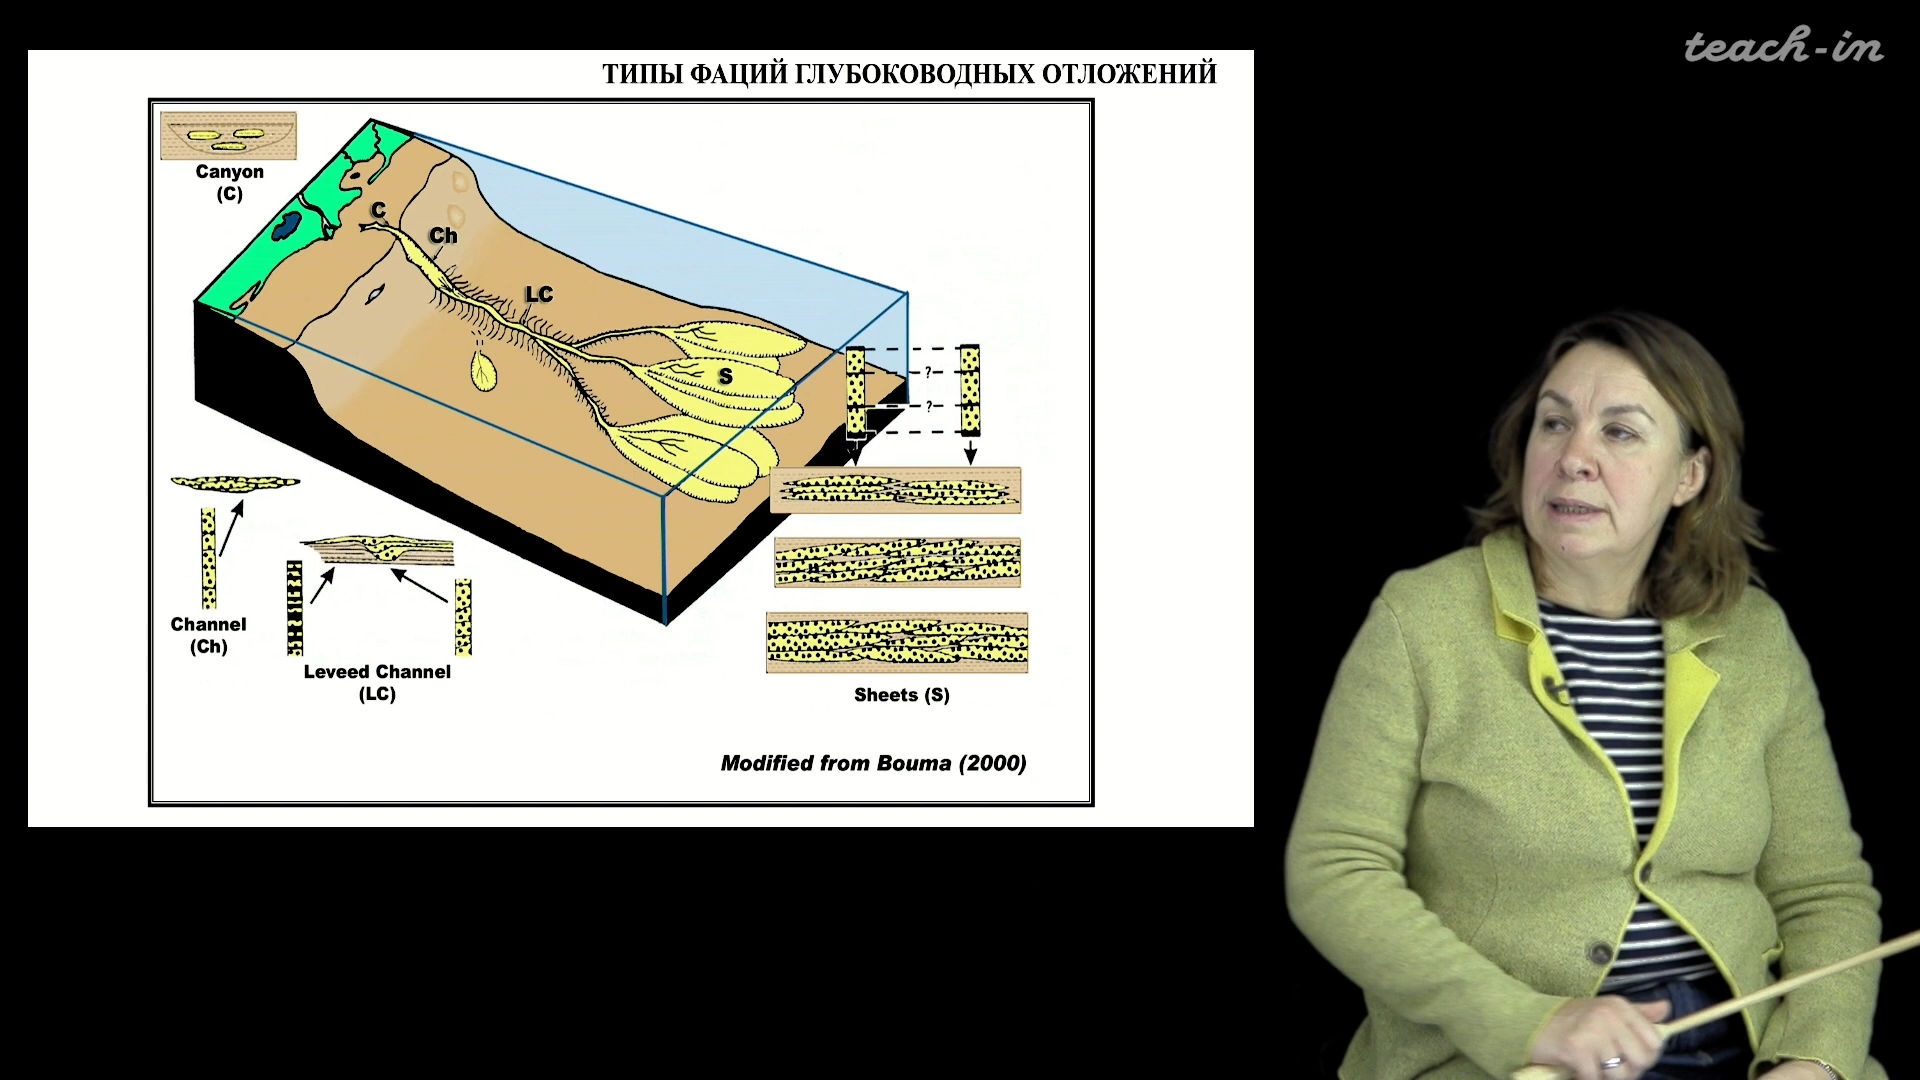 teach-in
ТИПЫ ФАЦИЙ ГЛУБОКОВОДНЫХ ОТЛОЖЕНИЙ
Canyon
(C)
C
Ch
LC
S
?
?
Channel
(Ch)
Leveed Channel
(LC)
Sheets (S)
Modified from Bouma (2000)